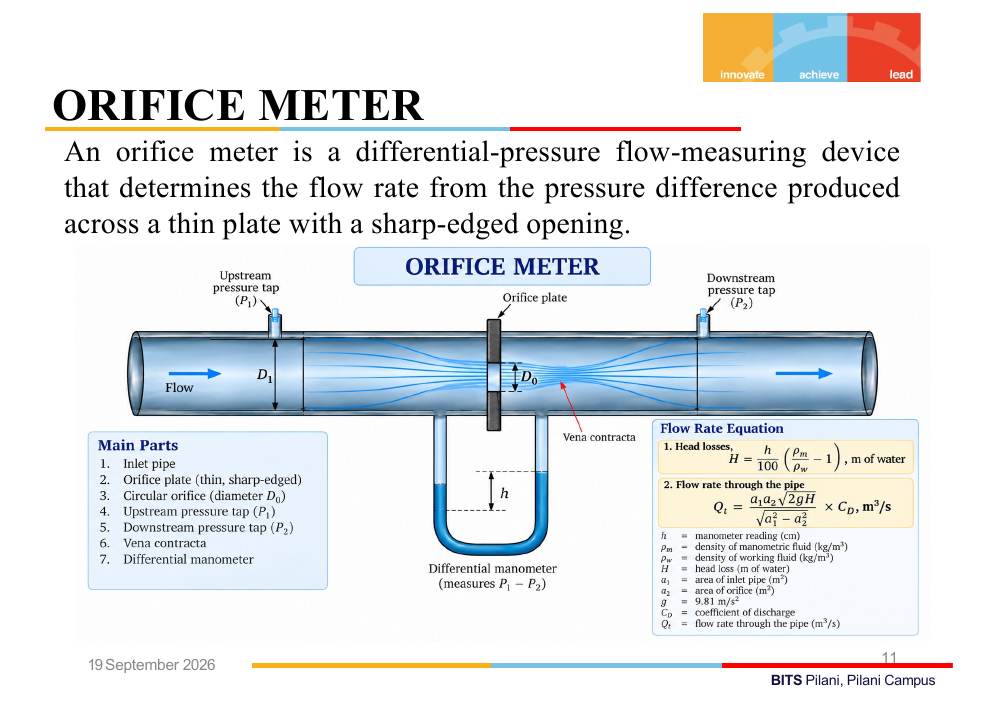 innovate achieve lead
ORIFICE METER
An orifice meter is a differential-pressure flow-measuring device
that determines the flow rate from the pressure difference produced
across a thin plate with a sharp-edged opening.
ORIFICE METER
Upstream
pressure tap
(P₁)
Orifice plate
Downstream
pressure tap
(P₂)
Flow
D₁
D₀
Vena contracta
h
Differential manometer
(measures P₁ − P₂)
Main Parts
1. Inlet pipe
2. Orifice plate (thin, sharp-edged)
3. Circular orifice (diameter D₀)
4. Upstream pressure tap (P₁)
5. Downstream pressure tap (P₂)
6. Vena contracta
7. Differential manometer
Flow Rate Equation
1. Head losses,
H = h/100 (ρₘ/ρ_w − 1), m of water
2. Flow rate through the pipe
Qₜ = a₁a₂√(2gH) / √(a₁² − a₂²) × C_D, m³/s
h = manometer reading (cm)
ρₘ = density of manometric fluid (kg/m³)
ρ_w = density of working fluid (kg/m³)
H = head loss (m of water)
a₁ = area of inlet pipe (m²)
a₂ = area of orifice (m²)
g = 9.81 m/s²
C_D = coefficient of discharge
Qₜ = flow rate through the pipe (m³/s)
19 September 2026
11
BITS Pilani, Pilani Campus